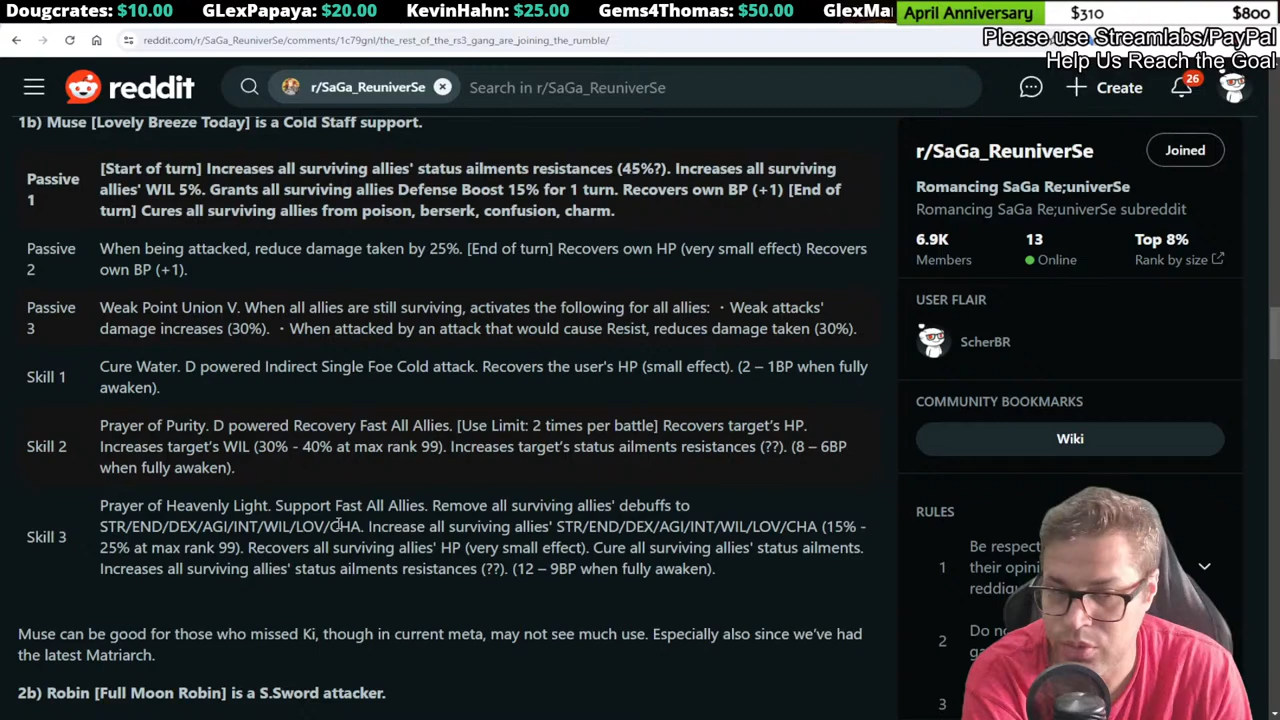 Dougcrates: $10.00 GLexPapaya: $20.00 KevinHahn: $25.00 Gems4Thomas: $50.00 GlexMa
April Anniversary $310 $800
Please use Streamlabs/PayPal
Help Us Reach the Goal
reddit.com/r/SaGa_ReuniverSe/comments/1c79gnl/the_rest_of_the_rs3_gang_are_joining_the_rumble/
reddit
r/SaGa_ReuniverSe
Search in r/SaGa_ReuniverSe
Create
26
1b) Muse [Lovely Breeze Today] is a Cold Staff support.
Passive 1
[Start of turn] Increases all surviving allies' status ailments resistances (45%?). Increases all surviving
allies' WIL 5%. Grants all surviving allies Defense Boost 15% for 1 turn. Recovers own BP (+1) [End of
turn] Cures all surviving allies from poison, berserk, confusion, charm.
Passive 2
When being attacked, reduce damage taken by 25%. [End of turn] Recovers own HP (very small effect) Recovers
own BP (+1).
Passive 3
Weak Point Union V. When all allies are still surviving, activates the following for all allies: ・Weak attacks'
damage increases (30%). ・When attacked by an attack that would cause Resist, reduces damage taken (30%).
Skill 1
Cure Water. D powered Indirect Single Foe Cold attack. Recovers the user's HP (small effect). (2 – 1BP when fully
awaken).
Skill 2
Prayer of Purity. D powered Recovery Fast All Allies. [Use Limit: 2 times per battle] Recovers target's HP.
Increases target's WIL (30% - 40% at max rank 99). Increases target's status ailments resistances (??). (8 – 6BP
when fully awaken).
Skill 3
Prayer of Heavenly Light. Support Fast All Allies. Remove all surviving allies' debuffs to
STR/END/DEX/AGI/INT/WIL/LOV/CHA. Increase all surviving allies' STR/END/DEX/AGI/INT/WIL/LOV/CHA (15% -
25% at max rank 99). Recovers all surviving allies' HP (very small effect). Cure all surviving allies' status ailments.
Increases all surviving allies' status ailments resistances (??). (12 – 9BP when fully awaken).
Muse can be good for those who missed Ki, though in current meta, may not see much use. Especially also since we've had
the latest Matriarch.
2b) Robin [Full Moon Robin] is a S.Sword attacker.
r/SaGa_ReuniverSe
Joined
Romancing SaGa Re;univerSe
Romancing SaGa Re;univerSe subreddit
6.9K 13 Top 8%
Members Online Rank by size
USER FLAIR
ScherBR
COMMUNITY BOOKMARKS
Wiki
RULES
1 Be respect
their opini
rediq
2 Do no
3